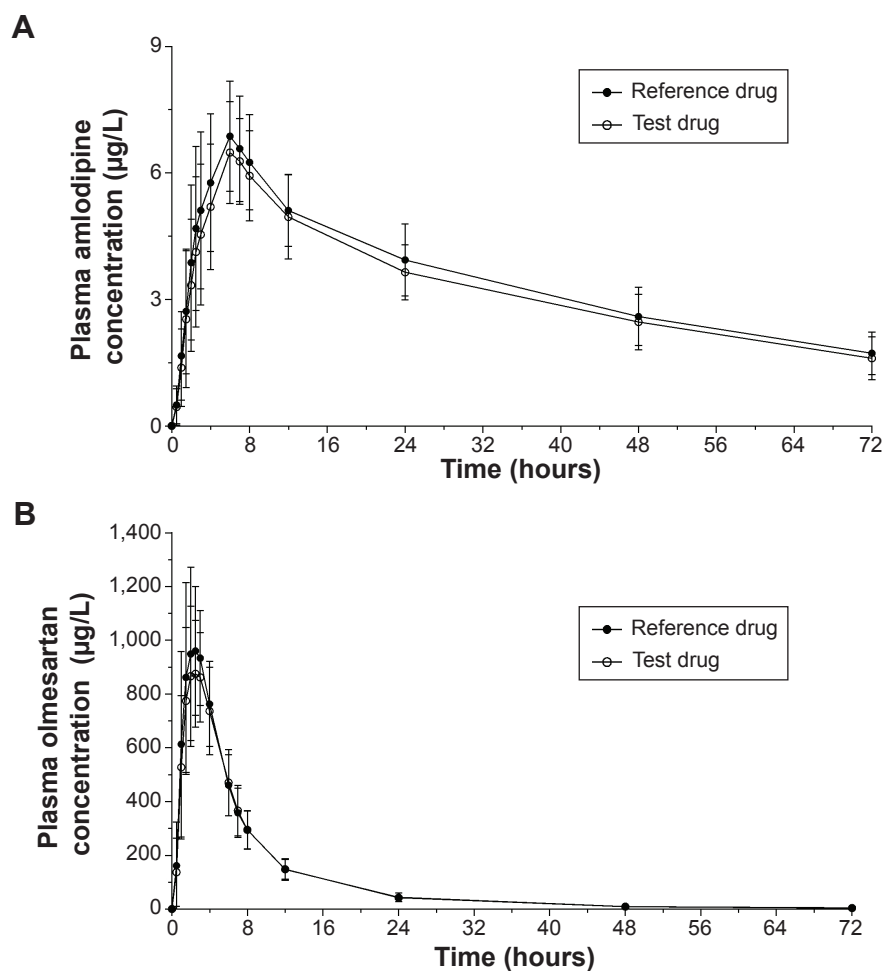 A
Plasma amlodipine
concentration (µg/L)
9
6
3
0
Reference drug
Test drug
0 8 16 24 32 40 48 56 64 72
Time (hours)
B
Plasma olmesartan
concentration (µg/L)
1,400
1,200
1,000
800
600
400
200
0
Reference drug
Test drug
0 8 16 24 32 40 48 56 64 72
Time (hours)